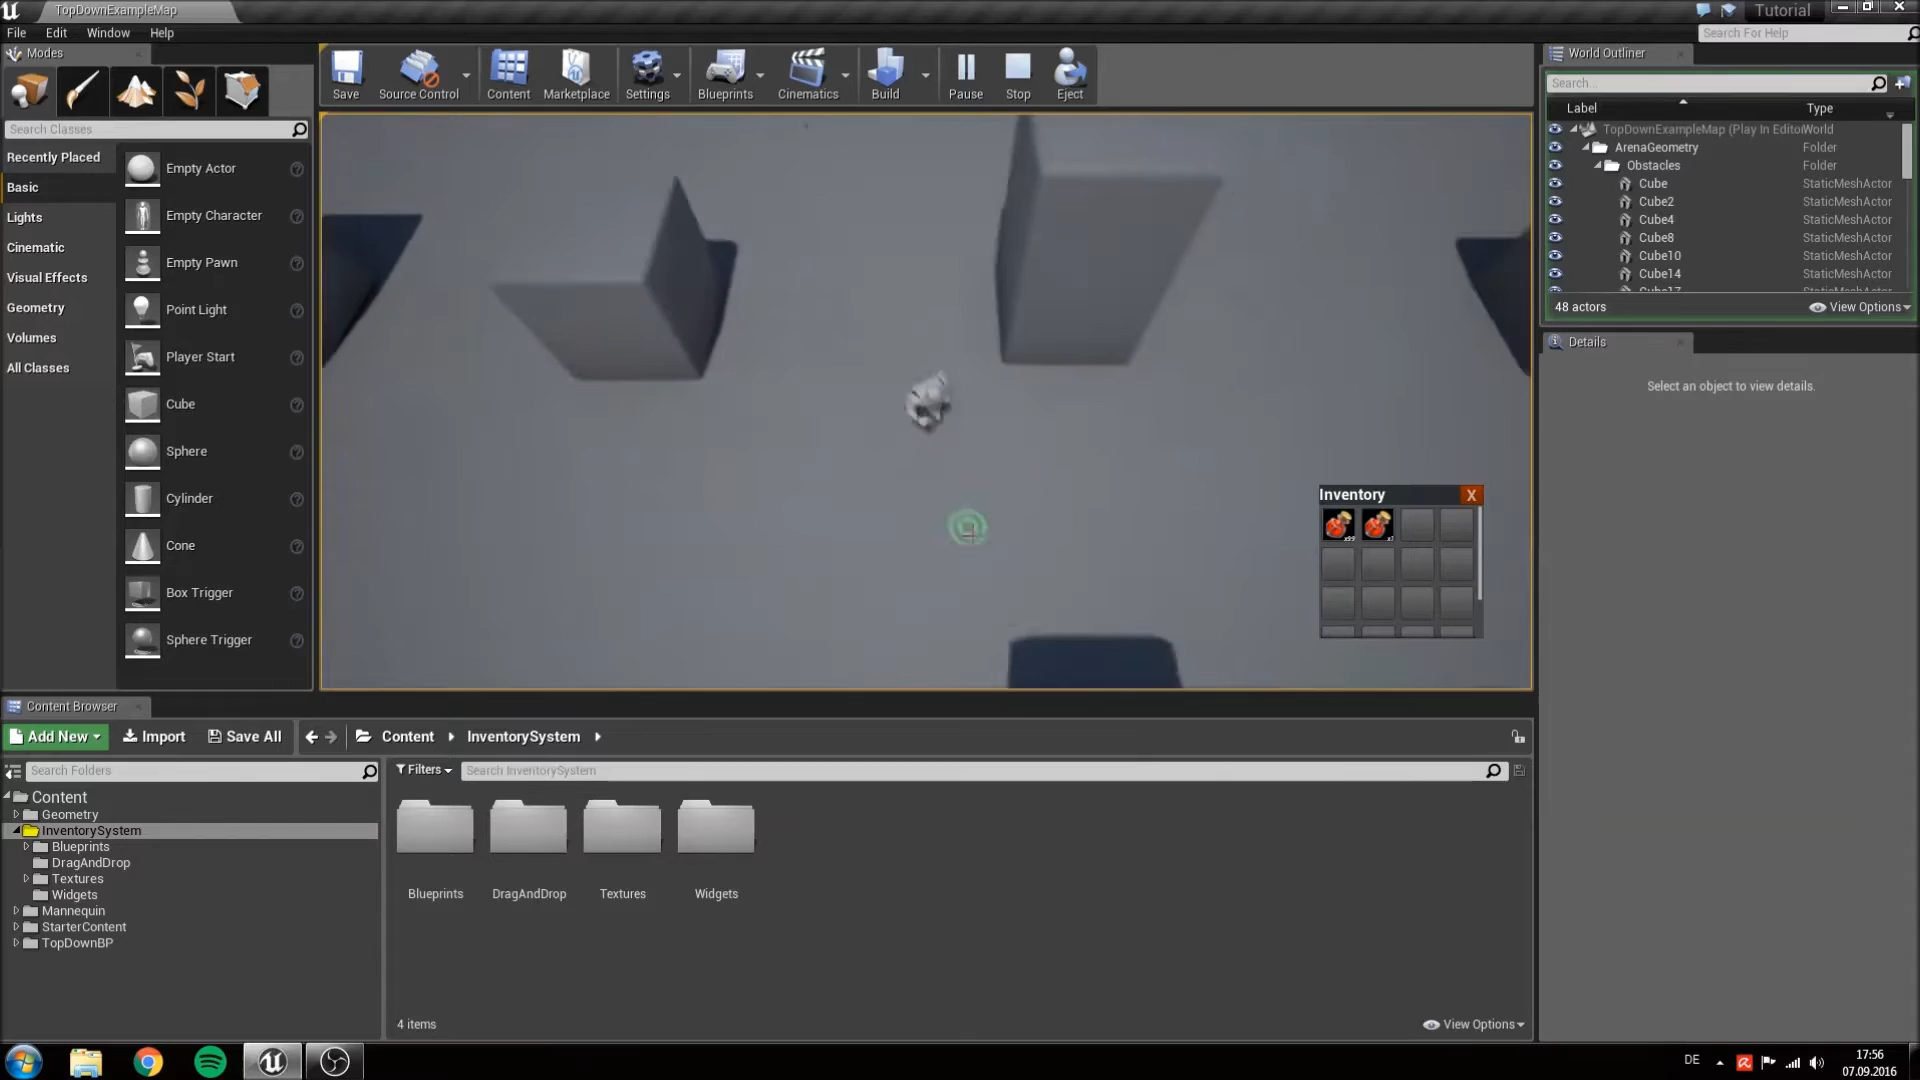 TopDownExampleMap
Tutorial
File Edit Window Help
Search For Help
Modes
Save
Source Control
Content
Marketplace
Settings
Blueprints
Cinematics
Build
Pause
Stop
Eject
World Outliner
Search...
Label Type
TopDownExampleMap (Play In Editor World
ArenaGeometry Folder
Obstacles Folder
Cube StaticMeshActor
Cube2 StaticMeshActor
Cube4 StaticMeshActor
Cube8 StaticMeshActor
Cube10 StaticMeshActor
Cube14 StaticMeshActor
48 actors
View Options
Details
Select an object to view details.
Search Classes
Recently Placed
Basic
Lights
Cinematic
Visual Effects
Geometry
Volumes
All Classes
Empty Actor
Empty Character
Empty Pawn
Point Light
Player Start
Cube
Sphere
Cylinder
Cone
Box Trigger
Sphere Trigger
Inventory X
x99 x1
Content Browser
Add New Import Save All Content InventorySystem
Search Folders
Filters
Search InventorySystem
Content
Geometry
InventorySystem
Blueprints
DragAndDrop
Textures
Widgets
Mannequin
StarterContent
TopDownBP
Blueprints
DragAndDrop
Textures
Widgets
4 items
View Options
DE
17:56
07.09.2016